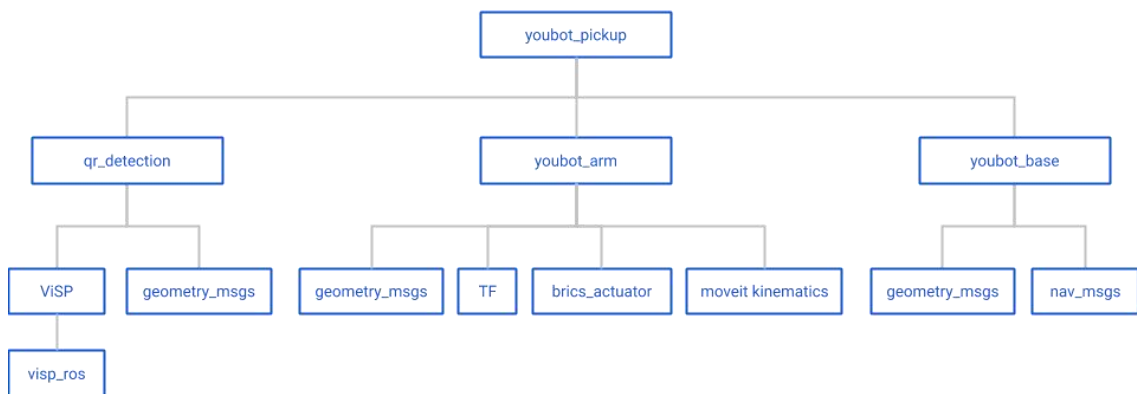 youbot_pickup
qr_detection
youbot_arm
youbot_base
ViSP
geometry_msgs
geometry_msgs
TF
brics_actuator
moveit kinematics
geometry_msgs
nav_msgs
visp_ros